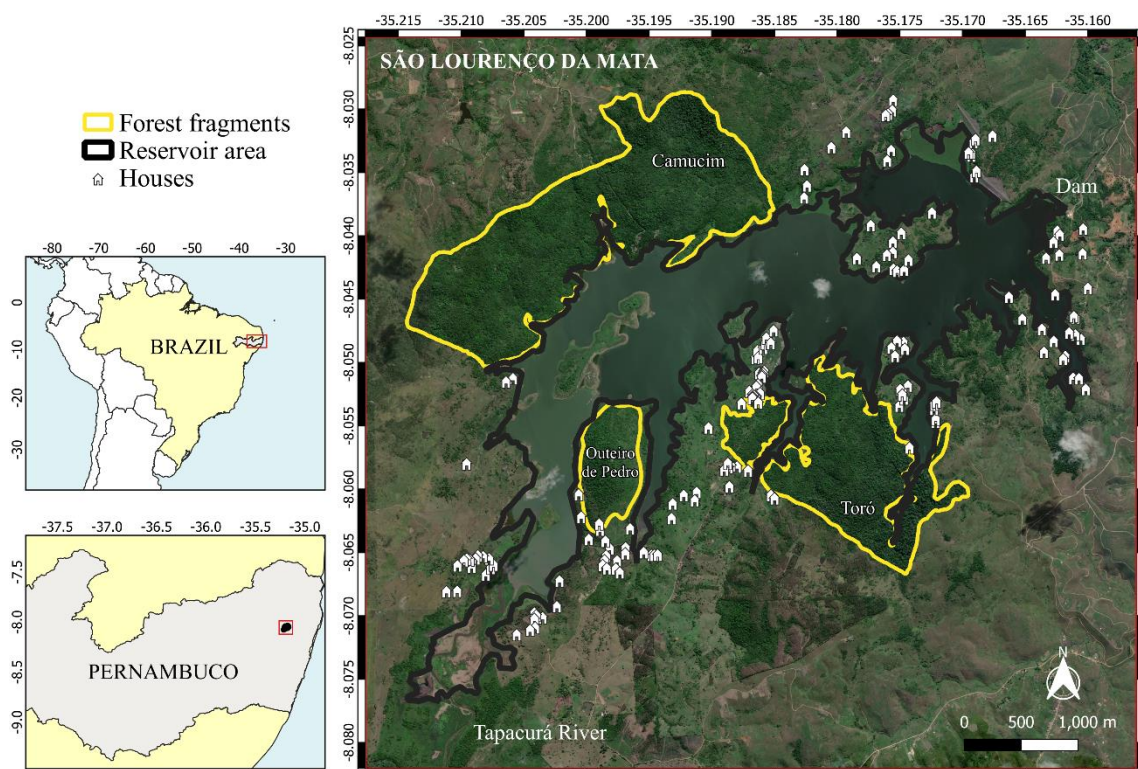 Forest fragments
Reservoir area
Houses
-80 -70 -60 -50 -40 -30 -20
0
-10
-20
-30
BRAZIL
-37.5 -37.0 -36.5 -36.0 -35.5 -35.0
-7.5
-8.0
-8.5
-9.0
PERNAMBUCO
-35.215 -35.210 -35.205 -35.200 -35.195 -35.191 -35.188 -35.185 -35.180 -35.175 -35.170 -35.165 -35.160
-8.025
-8.030
-8.035
-8.040
-8.045
-8.050
-8.055
-8.060
-8.065
-8.070
-8.075
-8.080
SÃO LOURENÇO DA MATA
Camucim
Dam
Outeiro
de Pedro
Toró
Tapacurá River
N
0 500 1,000 m